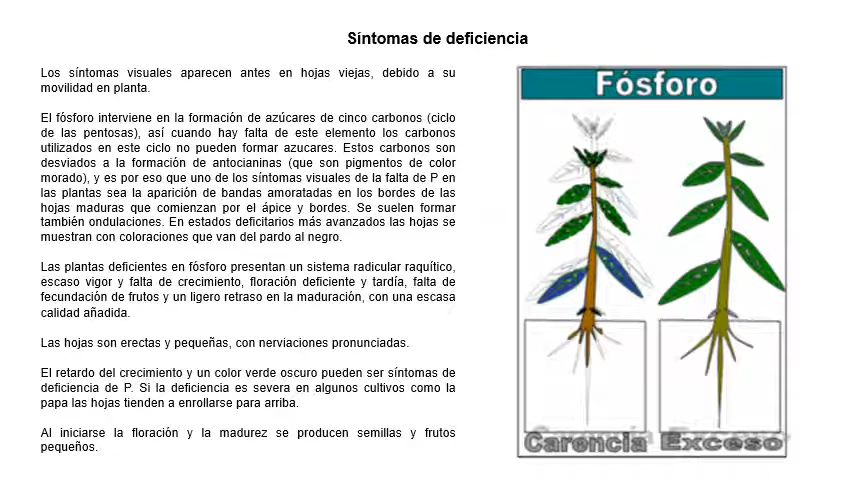 Síntomas de deficiencia
Los síntomas visuales aparecen antes en hojas viejas, debido a su
movilidad en planta.
El fósforo interviene en la formación de azúcares de cinco carbonos (ciclo
de las pentosas), así cuando hay falta de este elemento los carbonos
utilizados en este ciclo no pueden formar azucares. Estos carbonos son
desviados a la formación de antocianinas (que son pigmentos de color
morado), y es por eso que uno de los síntomas visuales de la falta de P en
las plantas sea la aparición de bandas amoratadas en los bordes de las
hojas maduras que comienzan por el ápice y bordes. Se suelen formar
también ondulaciones. En estados deficitarios más avanzados las hojas se
muestran con coloraciones que van del pardo al negro.
Las plantas deficientes en fósforo presentan un sistema radicular raquítico,
escaso vigor y falta de crecimiento, floración deficiente y tardía, falta de
fecundación de frutos y un ligero retraso en la maduración, con una escasa
calidad añadida.
Las hojas son erectas y pequeñas, con nerviaciones pronunciadas.
El retardo del crecimiento y un color verde oscuro pueden ser síntomas de
deficiencia de P. Si la deficiencia es severa en algunos cultivos como la
papa las hojas tienden a enrollarse para arriba.
Al iniciarse la floración y la madurez se producen semillas y frutos
pequeños.
Fósforo
Carencia Exceso